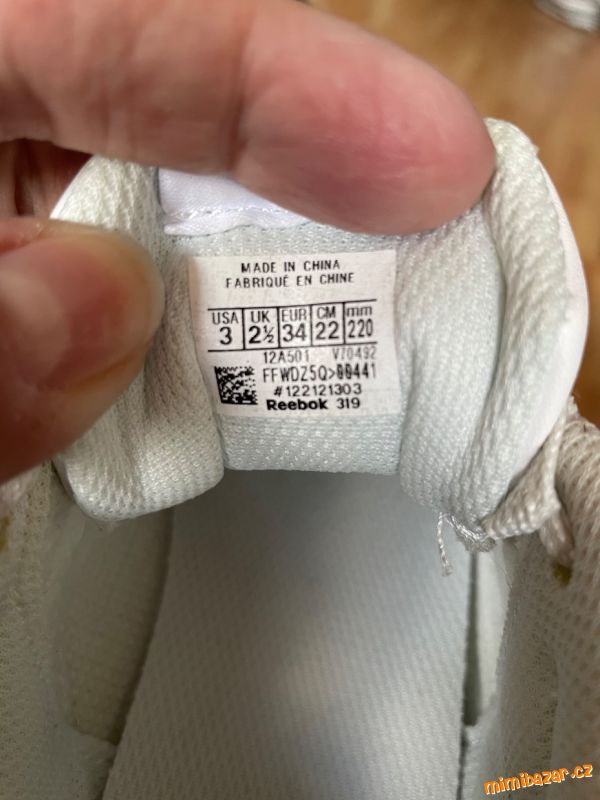 MADE IN CHINA
FABRIQUÉ EN CHINE
USA UK EUR CM mm
3 2½ 34 22 220
12A501 V70492
FFWDZ5Q>00441
#122121303
Reebok 319
mimibazar.cz